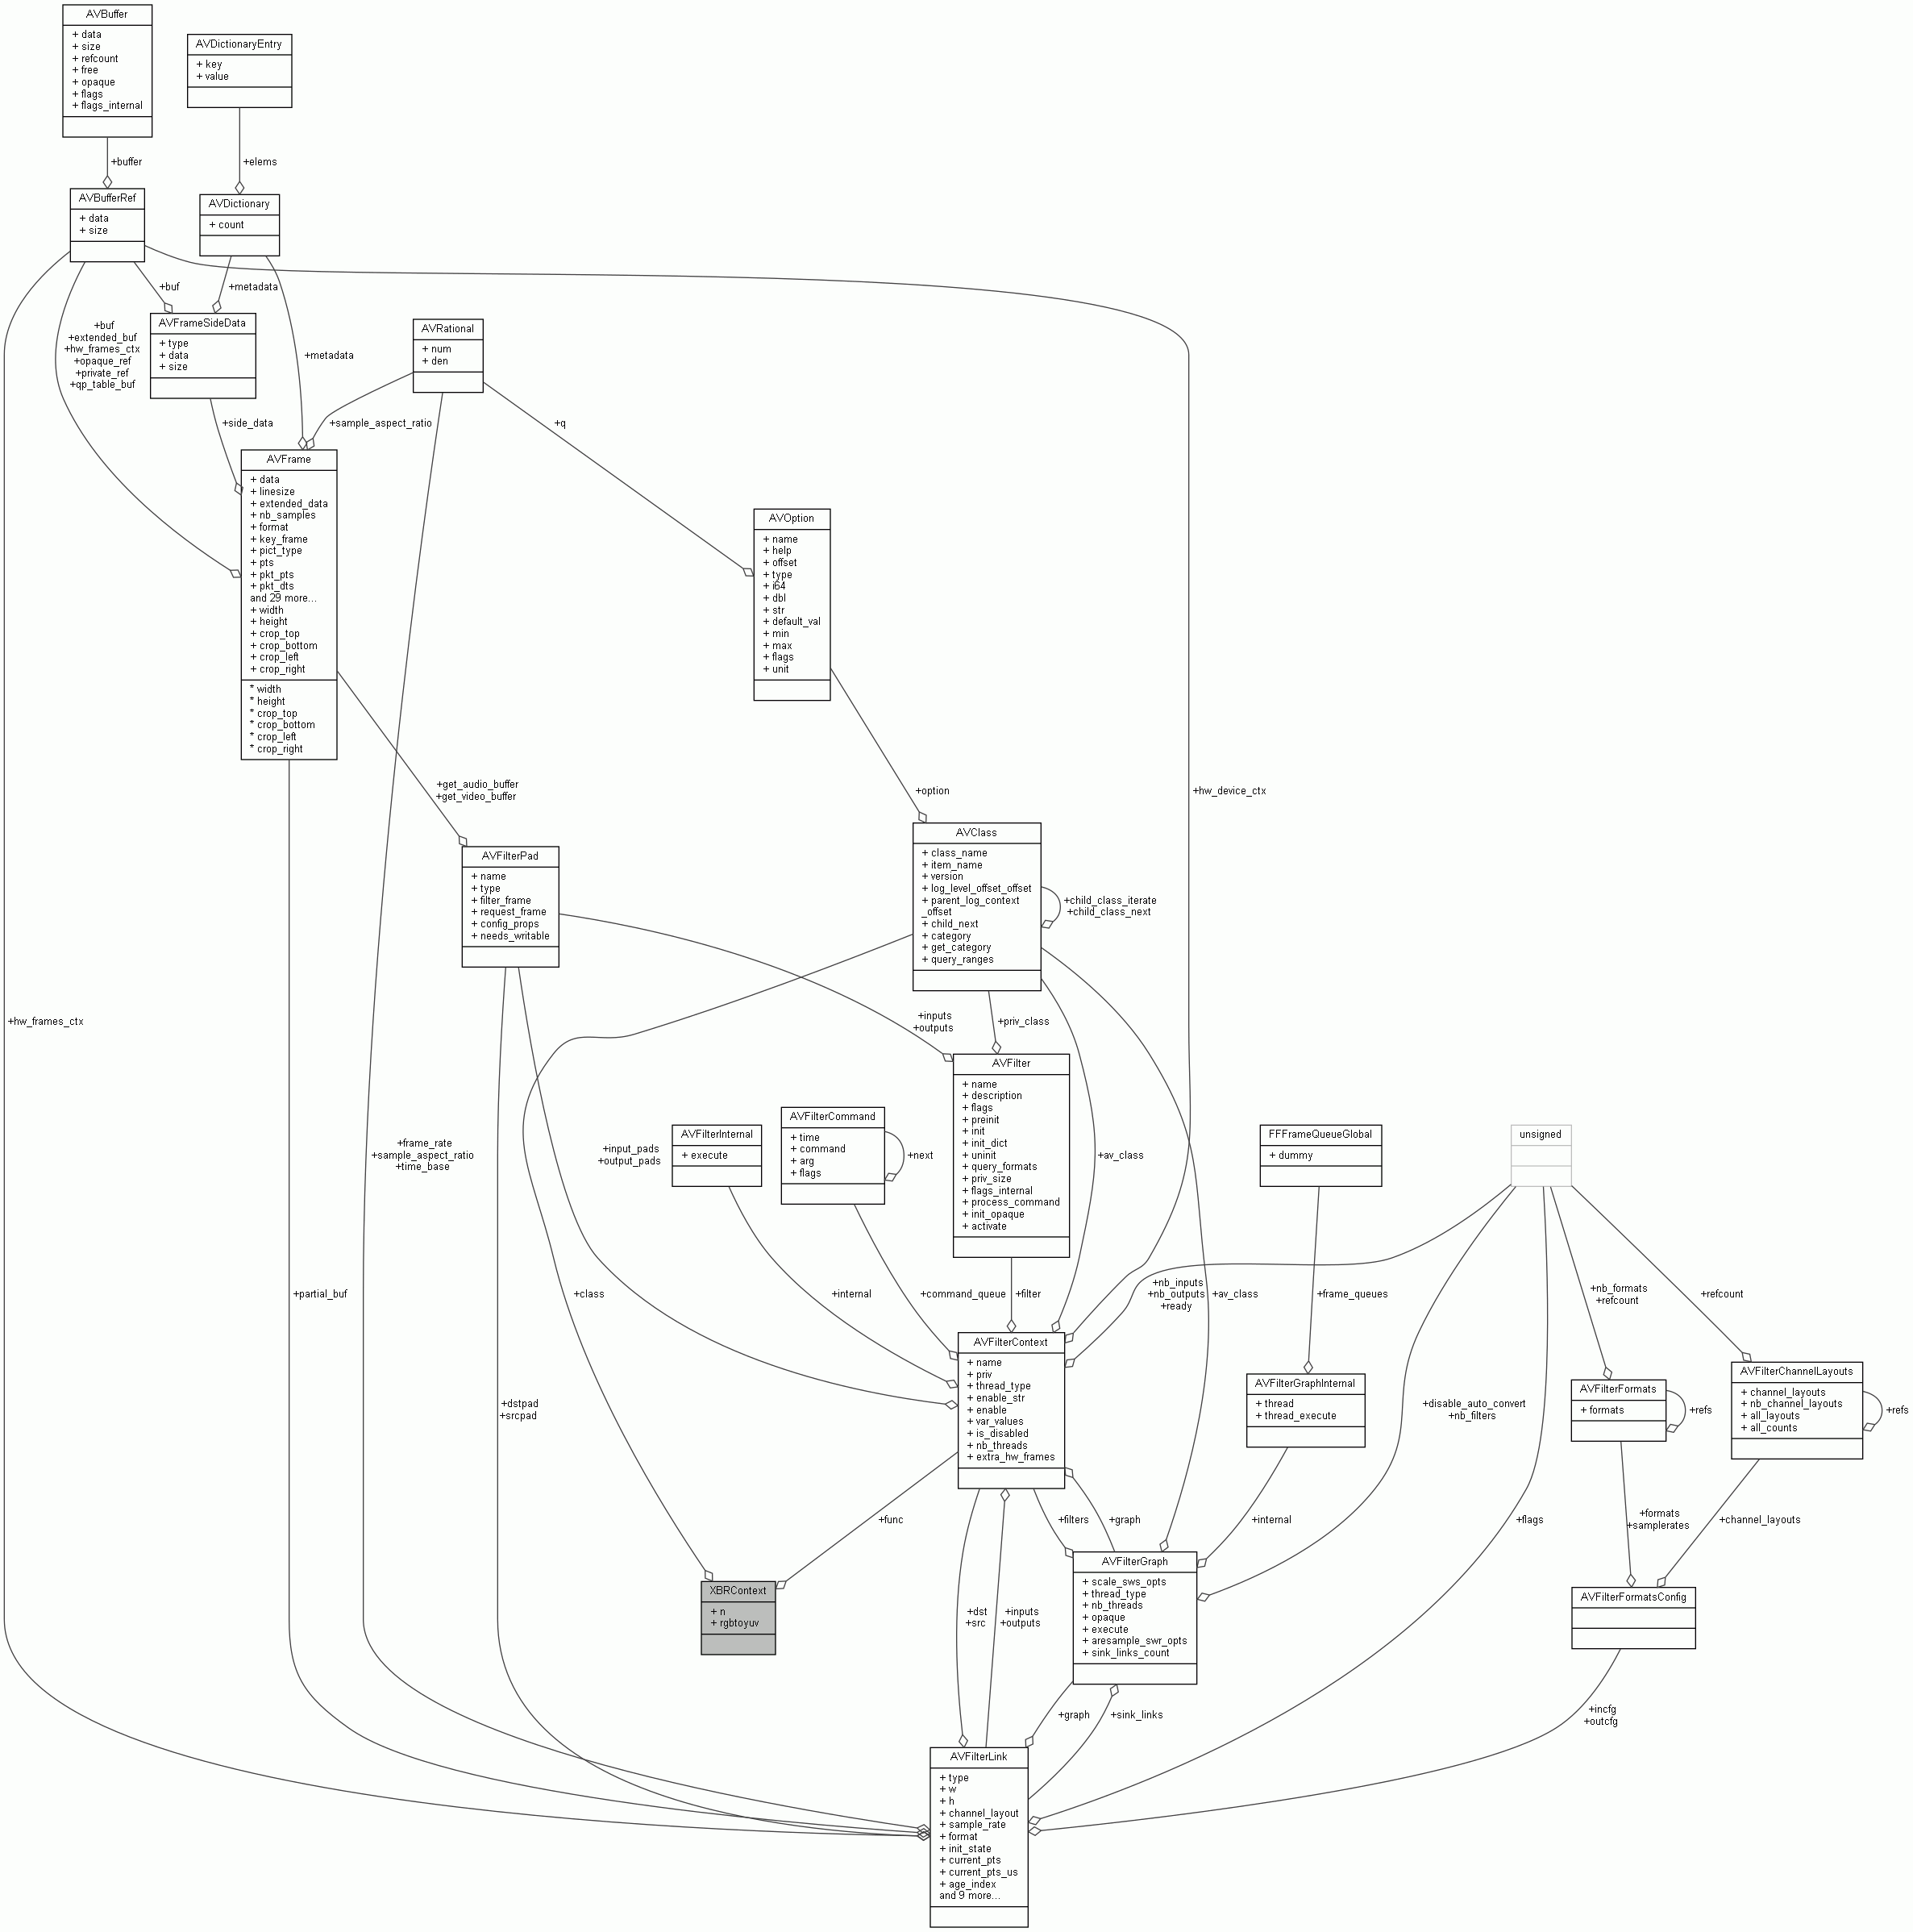 AVBuffer
+ data
+ size
+ refcount
+ free
+ opaque
+ flags
+ flags_internal
AVDictionaryEntry
+ key
+ value
+buffer
+elems
AVBufferRef
+ data
+ size
AVDictionary
+ count
+buf
+metadata
AVFrameSideData
+ type
+ data
+ size
+buf
+extended_buf
+hw_frames_ctx
+opaque_ref
+private_ref
+qp_table_buf
+metadata
AVRational
+ num
+ den
+side_data
+sample_aspect_ratio
+q
AVFrame
+ data
+ linesize
+ extended_data
+ nb_samples
+ format
+ key_frame
+ pict_type
+ pts
+ pkt_pts
+ pkt_dts
and 29 more...
+ width
+ height
+ crop_top
+ crop_bottom
+ crop_left
+ crop_right
* width
* height
* crop_top
* crop_bottom
* crop_left
* crop_right
AVOption
+ name
+ help
+ offset
+ type
+ i64
+ dbl
+ str
+ default_val
+ min
+ max
+ flags
+ unit
+get_audio_buffer
+get_video_buffer
+option
+hw_device_ctx
AVFilterPad
+ name
+ type
+ filter_frame
+ request_frame
+ config_props
+ needs_writable
AVClass
+ class_name
+ item_name
+ version
+ log_level_offset_offset
+ parent_log_context
_offset
+ child_next
+ category
+ get_category
+ query_ranges
+child_class_iterate
+child_class_next
+hw_frames_ctx
+inputs
+outputs
+priv_class
AVFilter
+ name
+ description
+ flags
+ preinit
+ init
+ init_dict
+ uninit
+ query_formats
+ priv_size
+ flags_internal
+ process_command
+ init_opaque
+ activate
+frame_rate
+sample_aspect_ratio
+time_base
+input_pads
+output_pads
AVFilterInternal
+ execute
AVFilterCommand
+ time
+ command
+ arg
+ flags
+next
+av_class
FFFrameQueueGlobal
+ dummy
unsigned
+partial_buf
+class
+internal
+command_queue
+filter
+nb_inputs
+nb_outputs
+ready
+av_class
+frame_queues
+nb_formats
+refcount
+refcount
AVFilterContext
+ name
+ priv
+ thread_type
+ enable_str
+ enable
+ var_values
+ is_disabled
+ nb_threads
+ extra_hw_frames
AVFilterGraphInternal
+ thread
+ thread_execute
+dstpad
+srcpad
+disable_auto_convert
+nb_filters
AVFilterFormats
+ formats
+refs
AVFilterChannelLayouts
+ channel_layouts
+ nb_channel_layouts
+ all_layouts
+ all_counts
+refs
+func
+filters
+graph
+internal
+flags
+formats
+samplerates
+channel_layouts
XBRContext
+ n
+ rgbtoyuv
+dst
+src
+inputs
+outputs
AVFilterGraph
+ scale_sws_opts
+ thread_type
+ nb_threads
+ opaque
+ execute
+ aresample_swr_opts
+ sink_links_count
AVFilterFormatsConfig
+graph
+sink_links
+incfg
+outcfg
AVFilterLink
+ type
+ w
+ h
+ channel_layout
+ sample_rate
+ format
+ init_state
+ current_pts
+ current_pts_us
+ age_index
and 9 more...